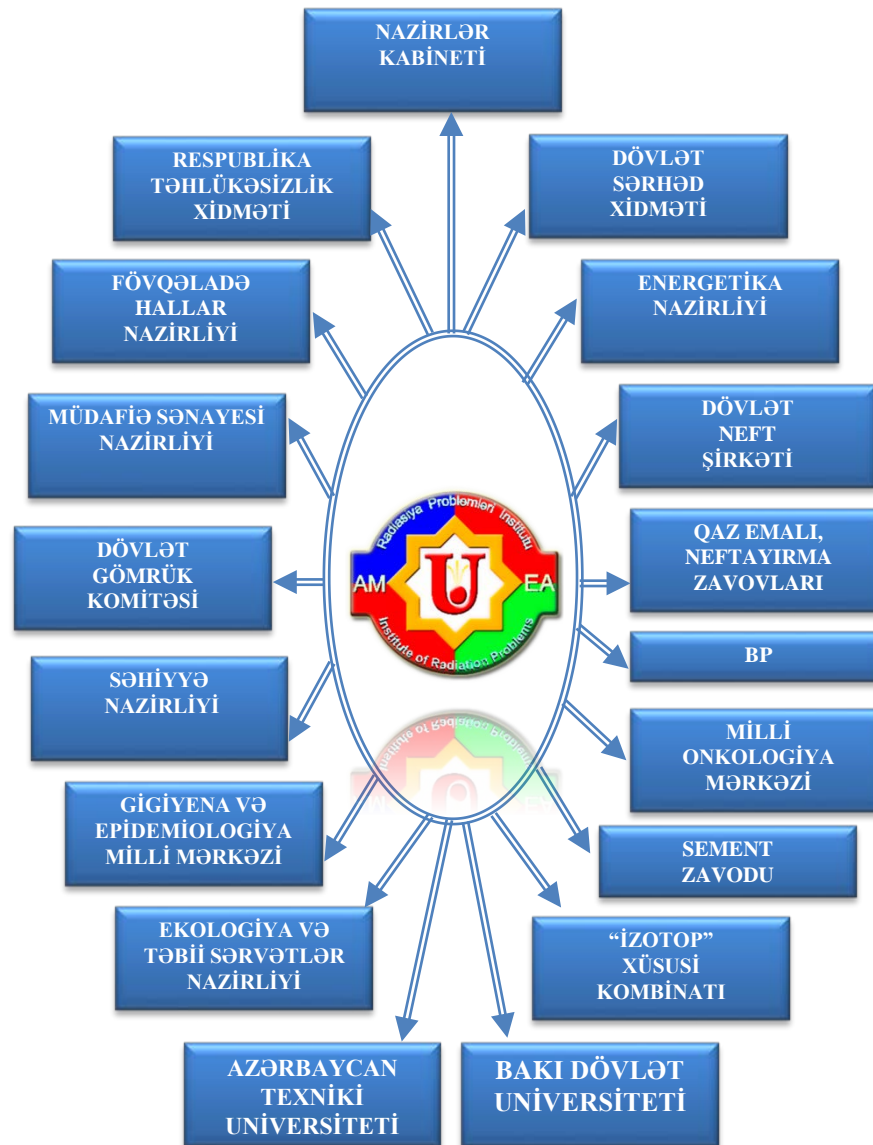 NAZİRLƏR
KABİNETİ
RESPUBLİKA
TƏHLÜKƏSİZLİK
XİDMƏTİ
DÖVLƏT
SƏRHƏD
XİDMƏTİ
FÖVQƏLADƏ
HALLAR
NAZİRLİYİ
ENERGETİKA
NAZİRLİYİ
MÜDAFİƏ SƏNAYESİ
NAZİRLİYİ
DÖVLƏT
NEFT
ŞİRKƏTİ
Radiasiya Problemləri İnstitutu
AM
EA
Institute of Radiation Problems
DÖVLƏT
GÖMRÜK
KOMİTƏSİ
QAZ EMALI,
NEFTAYIRMA
ZAVOVLARI
BP
SƏHİYYƏ
NAZİRLİYİ
MİLLİ
ONKOLOGİYA
MƏRKƏZİ
GİGİYENA VƏ
EPİDEMİOLOGİYA
MİLLİ MƏRKƏZİ
SEMENT
ZAVODU
EKOLOGİYA VƏ
TƏBİİ SƏRVƏTLƏR
NAZİRLİYİ
“İZOTOP”
XÜSUSİ
KOMBİNATI
AZƏRBAYCAN
TEXNİKİ
UNİVERSİTETİ
BAKI DÖVLƏT
UNİVERSİTETİ